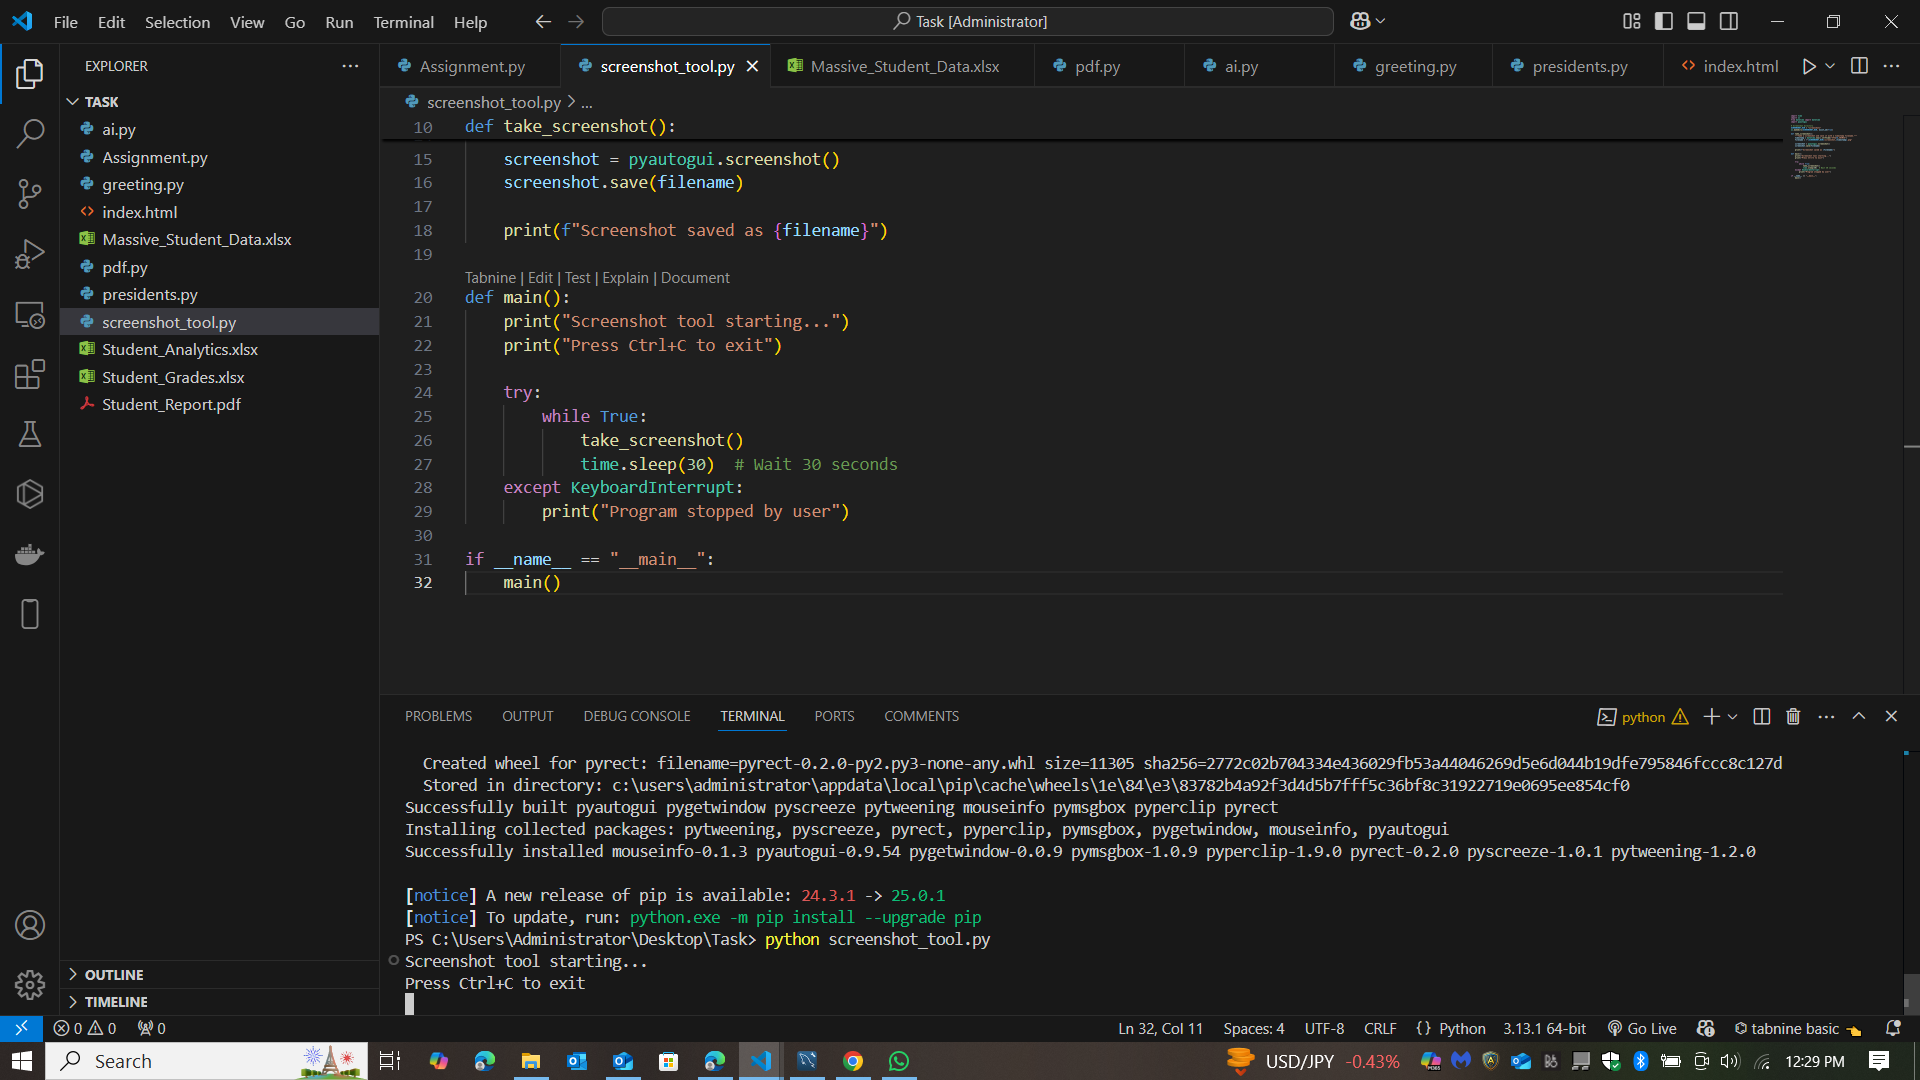 File Edit Selection View Go Run Terminal Help
Task [Administrator]
EXPLORER
TASK
ai.py
Assignment.py
greeting.py
index.html
Massive_Student_Data.xlsx
pdf.py
presidents.py
screenshot_tool.py
Student_Analytics.xlsx
Student_Grades.xlsx
Student_Report.pdf
OUTLINE
TIMELINE
Assignment.py screenshot_tool.py Massive_Student_Data.xlsx pdf.py ai.py greeting.py presidents.py index.html
screenshot_tool.py > ...
10 def take_screenshot():
15 screenshot = pyautogui.screenshot()
16 screenshot.save(filename)
17
18 print(f"Screenshot saved as {filename}")
19
Tabnine | Edit | Test | Explain | Document
20 def main():
21 print("Screenshot tool starting...")
22 print("Press Ctrl+C to exit")
23
24 try:
25 while True:
26 take_screenshot()
27 time.sleep(30) # Wait 30 seconds
28 except KeyboardInterrupt:
29 print("Program stopped by user")
30
31 if __name__ == "__main__":
32 main()
PROBLEMS OUTPUT DEBUG CONSOLE TERMINAL PORTS COMMENTS
python
Created wheel for pyrect: filename=pyrect-0.2.0-py2.py3-none-any.whl size=11305 sha256=2772c02b704334e436029fb53a44046269d5e6d044b19dfe795846fccc8c127d
Stored in directory: c:\users\administrator\appdata\local\pip\cache\wheels\1e\84\e3\83782b4a92f3d4d5b7fff5c36bf8c31922719e0695ee854cf0
Successfully built pyautogui pygetwindow pyscreeze pytweening mouseinfo pymsgbox pyperclip pyrect
Installing collected packages: pytweening, pyscreeze, pyrect, pyperclip, pymsgbox, pygetwindow, mouseinfo, pyautogui
Successfully installed mouseinfo-0.1.3 pyautogui-0.9.54 pygetwindow-0.0.9 pymsgbox-1.0.9 pyperclip-1.9.0 pyrect-0.2.0 pyscreeze-1.0.1 pytweening-1.2.0
[notice] A new release of pip is available: 24.3.1 -> 25.0.1
[notice] To update, run: python.exe -m pip install --upgrade pip
PS C:\Users\Administrator\Desktop\Task> python screenshot_tool.py
Screenshot tool starting...
Press Ctrl+C to exit
0 0 0 Ln 32, Col 11 Spaces: 4 UTF-8 CRLF {} Python 3.13.1 64-bit Go Live tabnine basic
Search USD/JPY -0.43% 12:29 PM